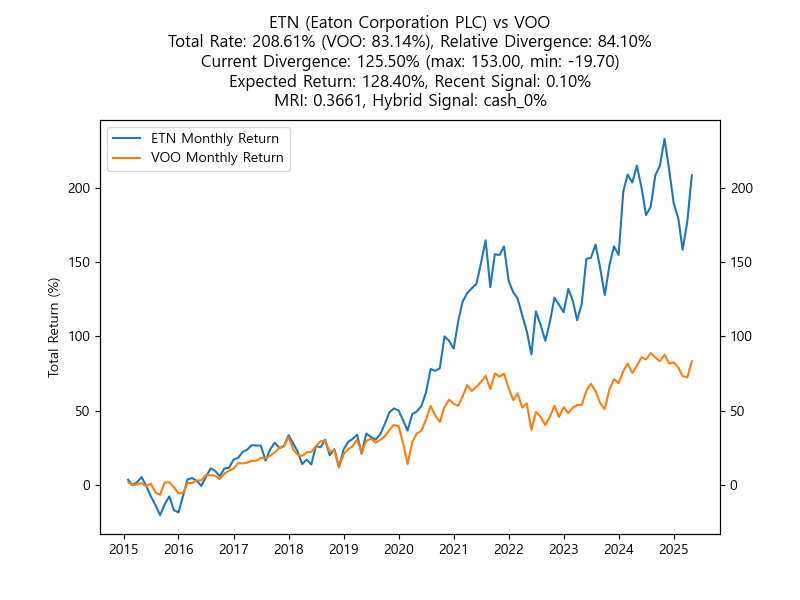 ETN (Eaton Corporation PLC) vs VOO
Total Rate: 208.61% (VOO: 83.14%), Relative Divergence: 84.10%
Current Divergence: 125.50% (max: 153.00, min: -19.70)
Expected Return: 128.40%, Recent Signal: 0.10%
MRI: 0.3661, Hybrid Signal: cash_0%
ETN Monthly Return
VOO Monthly Return
Total Return (%)
200
150
100
50
0
200
150
100
50
0
2015 2016 2017 2018 2019 2020 2021 2022 2023 2024 2025